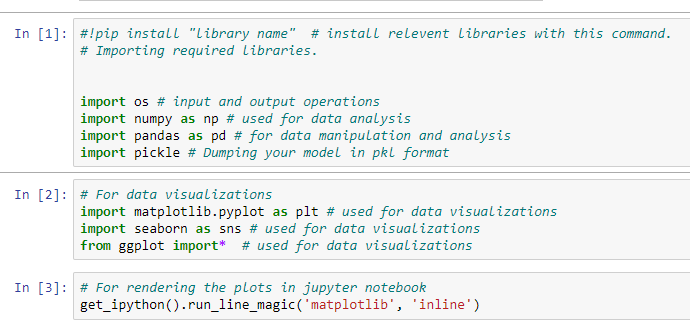 In [1]: #!pip install "library name"  # install relevent libraries with this command.
# Importing required libraries.
import os # input and output operations
import numpy as np # used for data analysis
import pandas as pd # for data manipulation and analysis
import pickle # Dumping your model in pkl format
In [2]: # For data visualizations
import matplotlib.pyplot as plt # used for data visualizations
import seaborn as sns # used for data visualizations
from ggplot import*  # used for data visualizations
In [3]: # For rendering the plots in jupyter notebook
get_ipython().run_line_magic('matplotlib', 'inline')